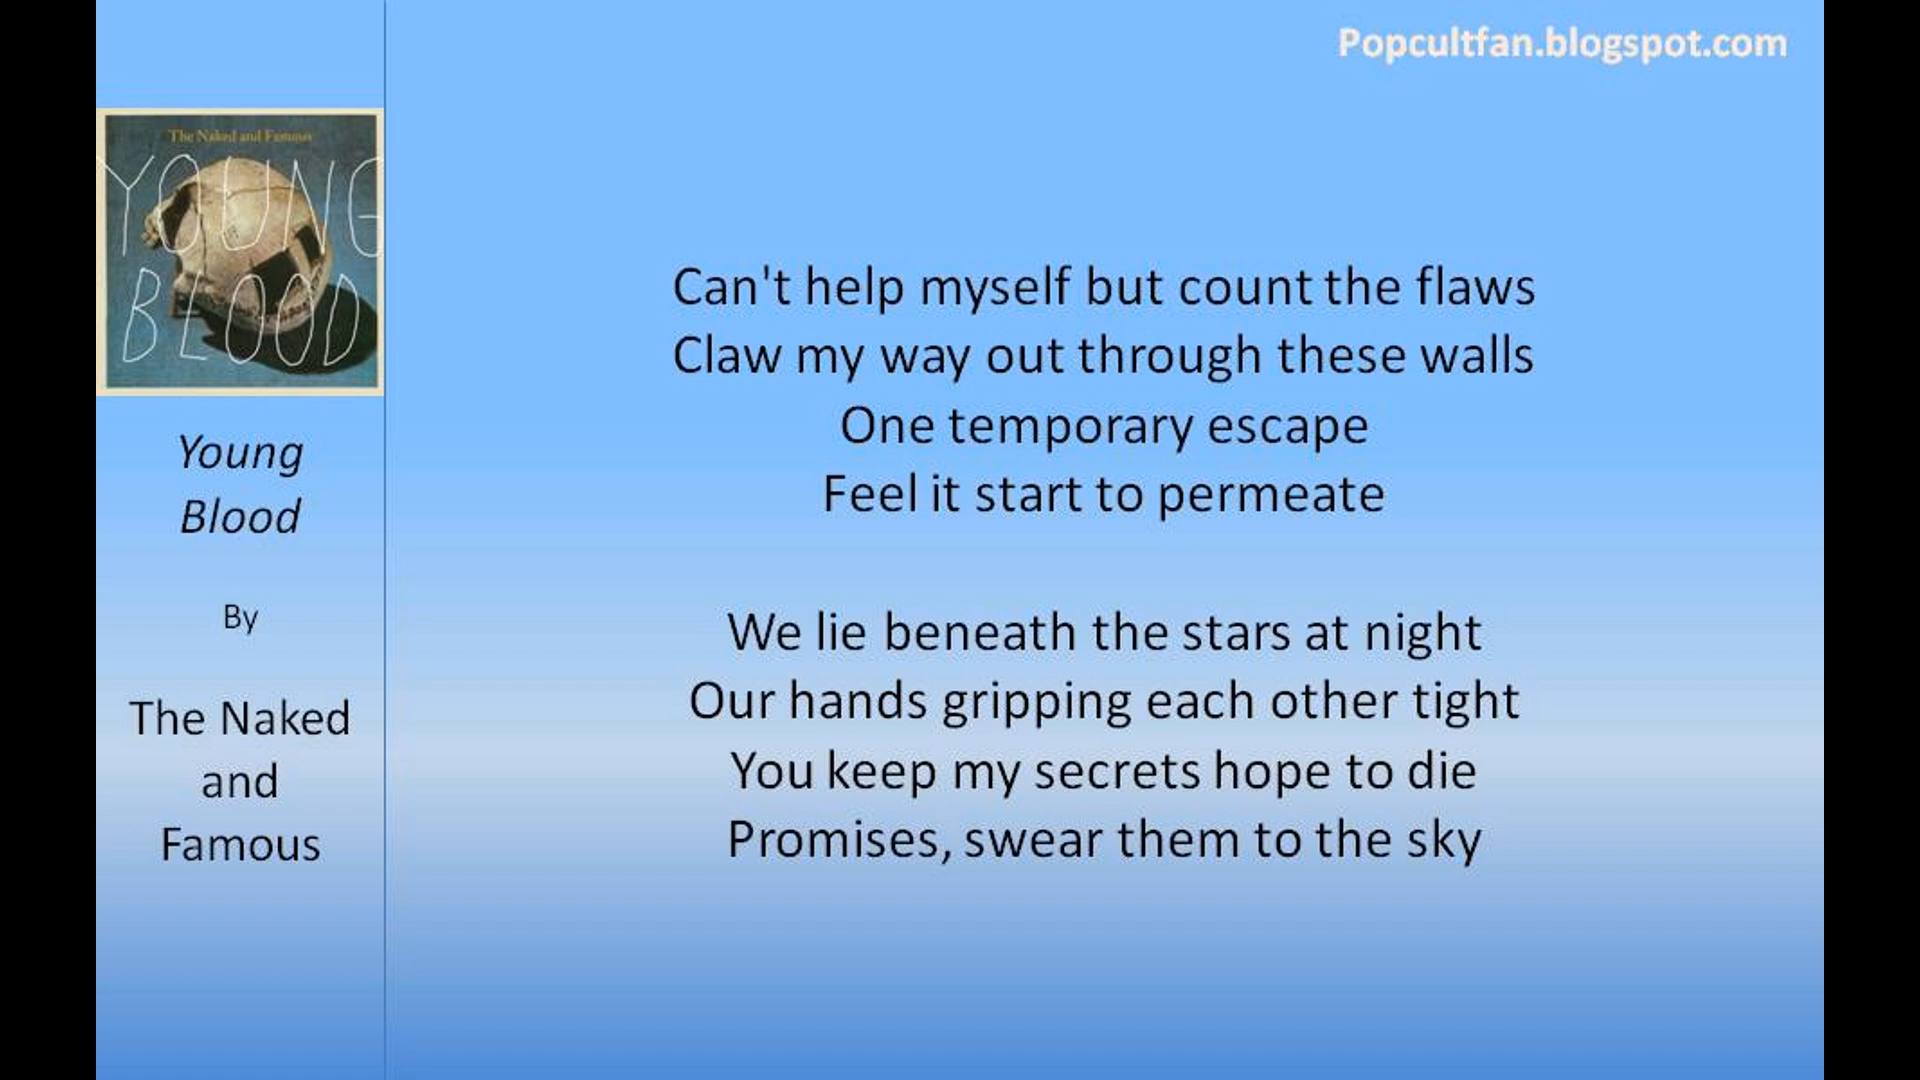 Popcultfan.blogspot.com
The Naked and Famous
YOUNG
BLOOD
Young
Blood
By
The Naked
and
Famous
Can't help myself but count the flaws
Claw my way out through these walls
One temporary escape
Feel it start to permeate
We lie beneath the stars at night
Our hands gripping each other tight
You keep my secrets hope to die
Promises, swear them to the sky